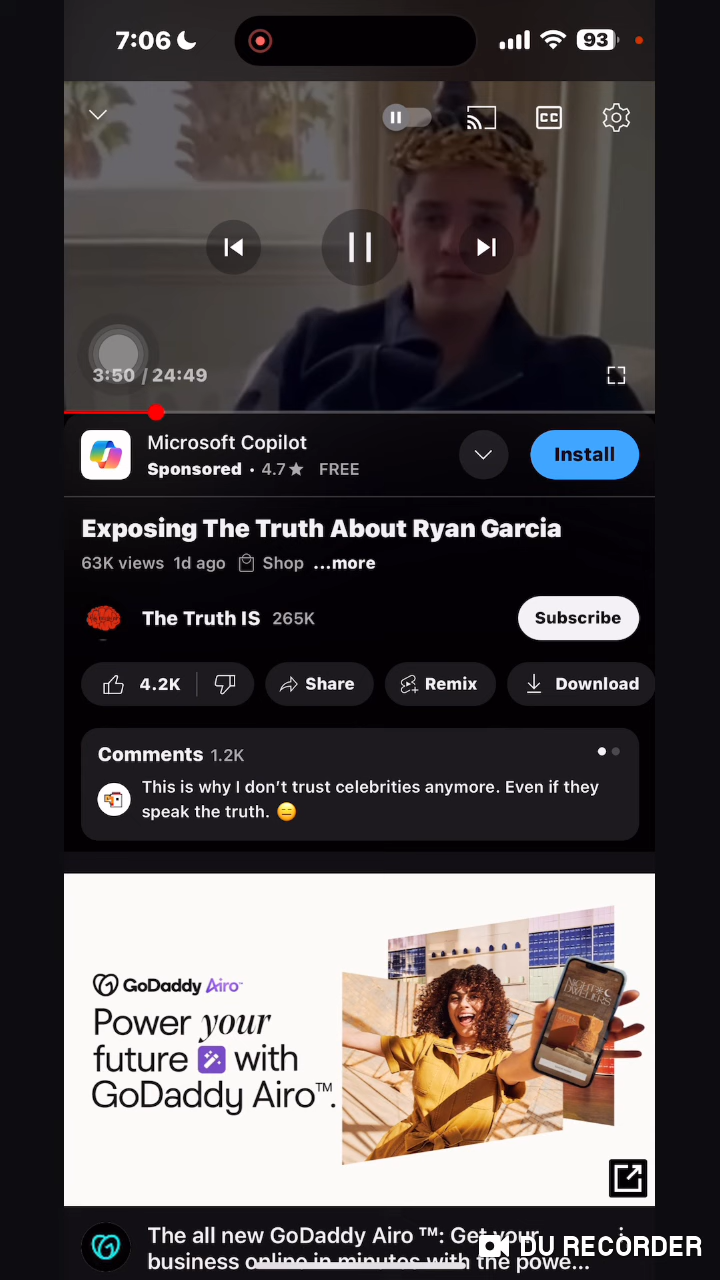 7:06
93
CC
3:50 / 24:49
Microsoft Copilot
Sponsored • 4.7★ FREE
Install
Exposing The Truth About Ryan Garcia
63K views 1d ago Shop ...more
The Truth IS 265K
Subscribe
4.2K
Share
Remix
Download
Comments 1.2K
This is why I don’t trust celebrities anymore. Even if they
speak the truth. 😑
GoDaddy Airo™
Power your
future with
GoDaddy Airo™.
NIGHT
DWELLERS
The all new GoDaddy Airo ™: Get your
business online in minutes with the powe...
DU RECORDER